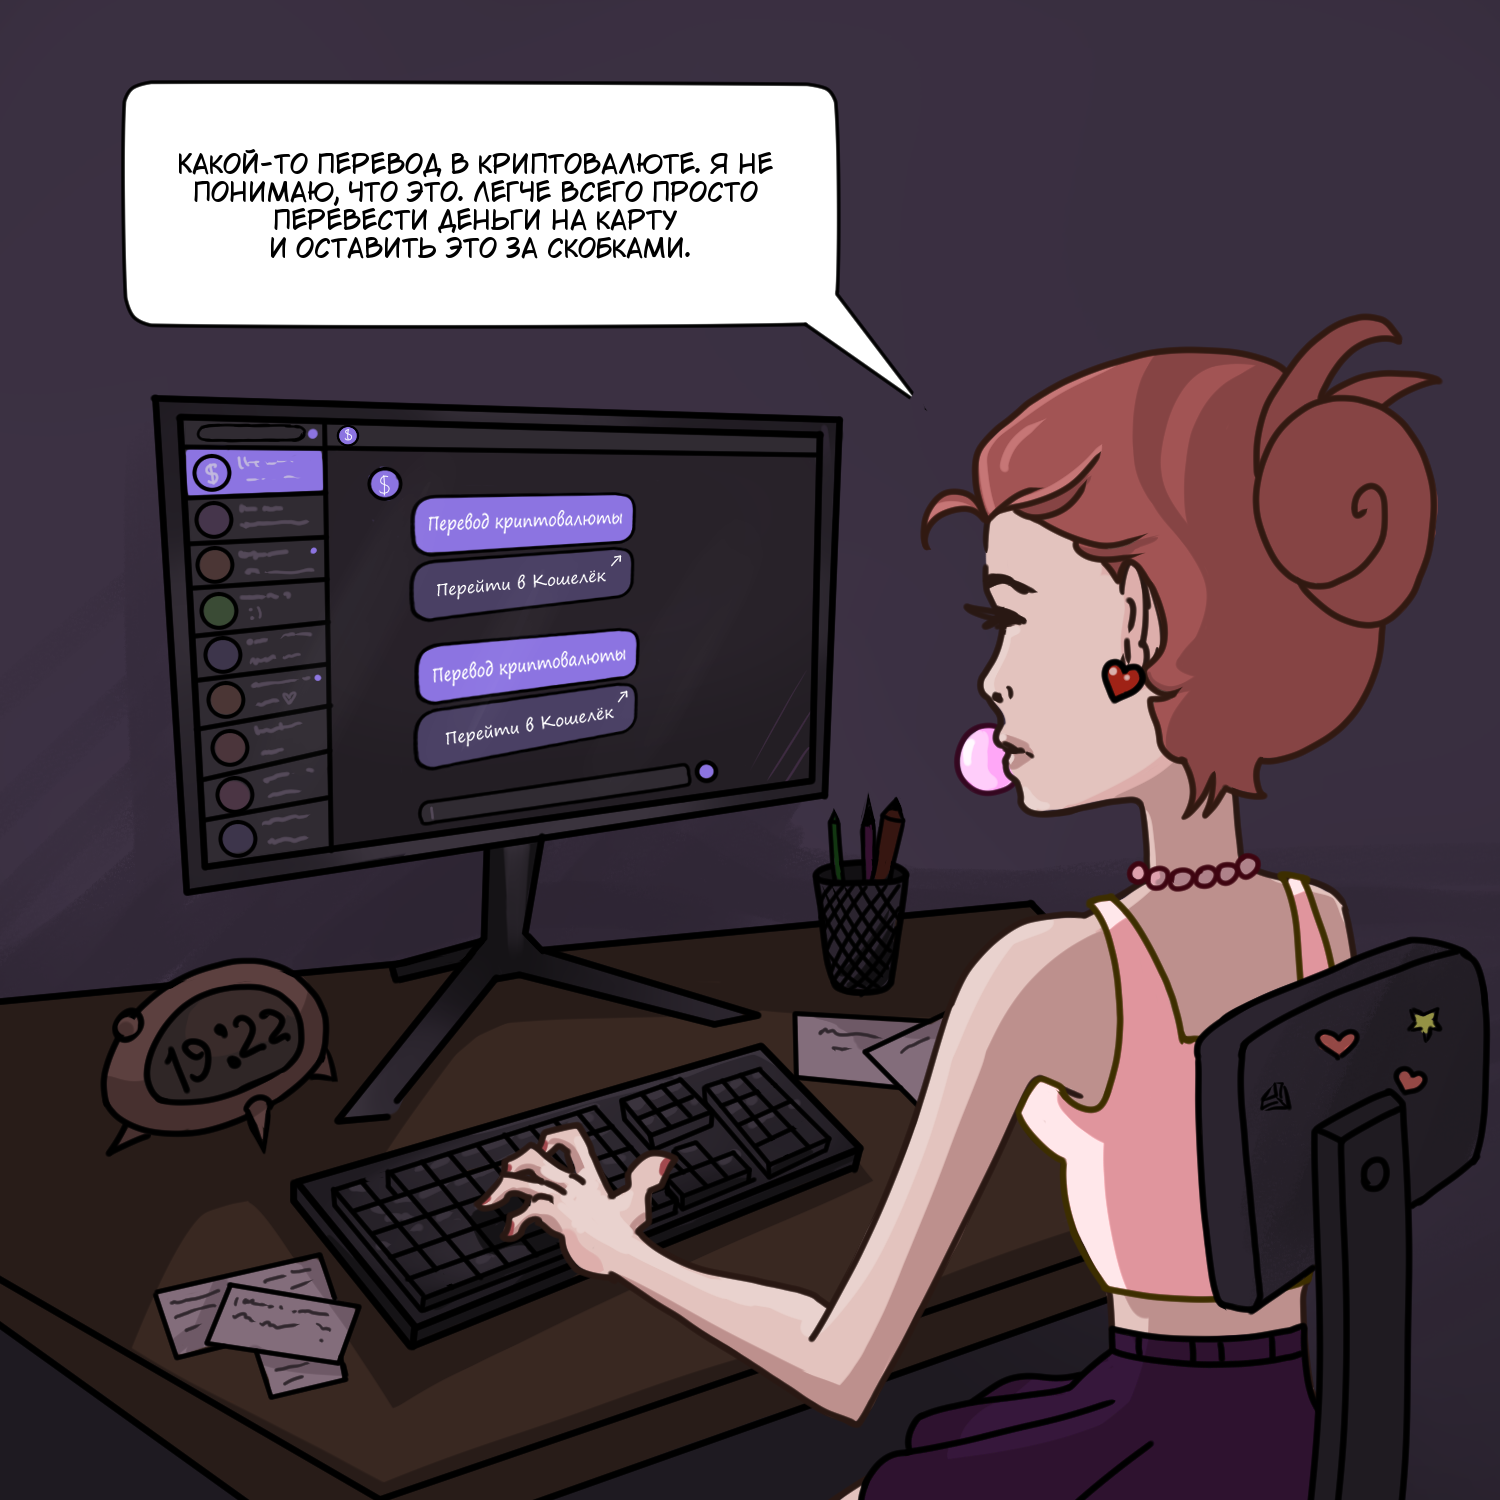 КАКОЙ-ТО ПЕРЕВОД В КРИПТОВАЛЮТЕ. Я НЕ
ПОНИМАЮ, ЧТО ЭТО. ЛЕГЧЕ ВСЕГО ПРОСТО
ПЕРЕВЕСТИ ДЕНЬГИ НА КАРТУ
И ОСТАВИТЬ ЭТО ЗА СКОБКАМИ.
$
$
$
Перевод криптовалюты
Перейти в Кошелёк
:)
Перевод криптовалюты
Перейти в Кошелёк
19:22